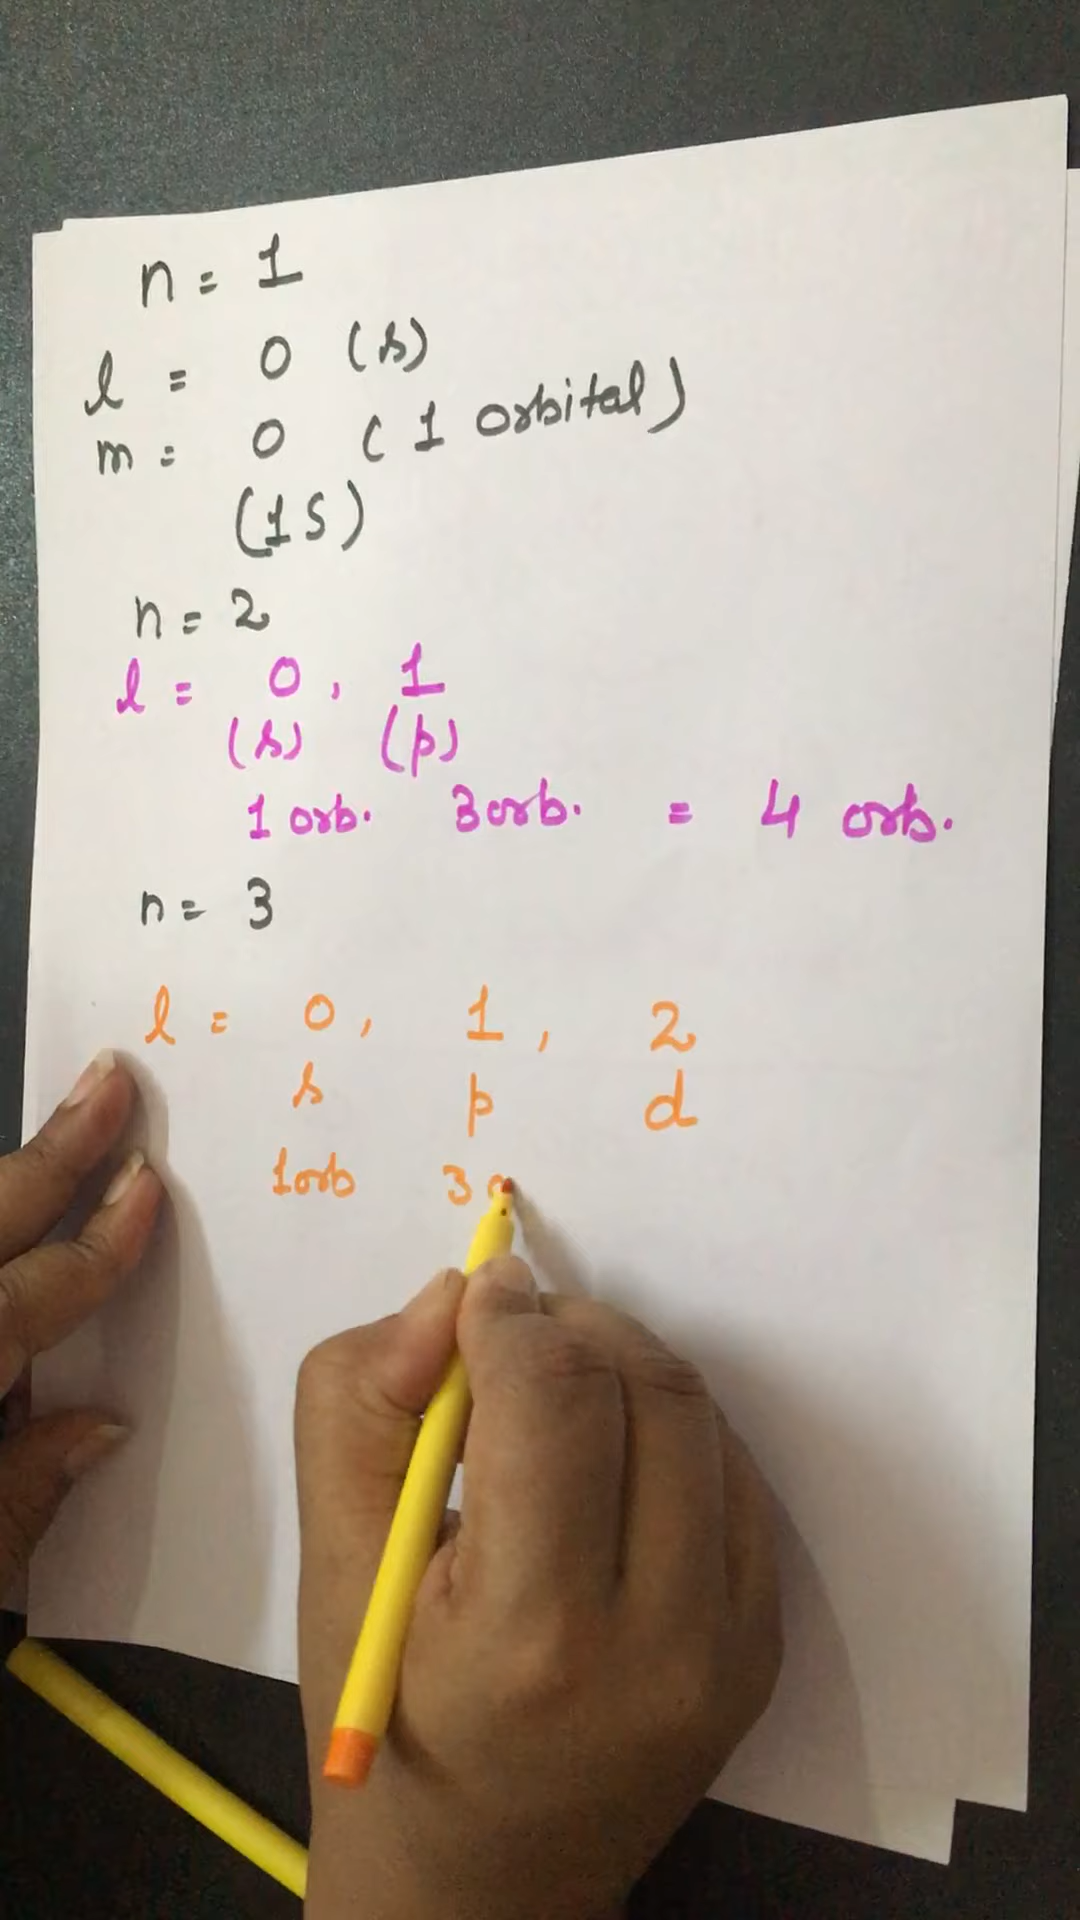 n = 1
l = 0 (s)
m = 0 (1 orbital)
(1S)
n = 2
l = 0, 1
(s) (p)
1 orb. 3 orb. = 4 orb.
n = 3
l = 0, 1, 2
s p d
1 orb 3 o